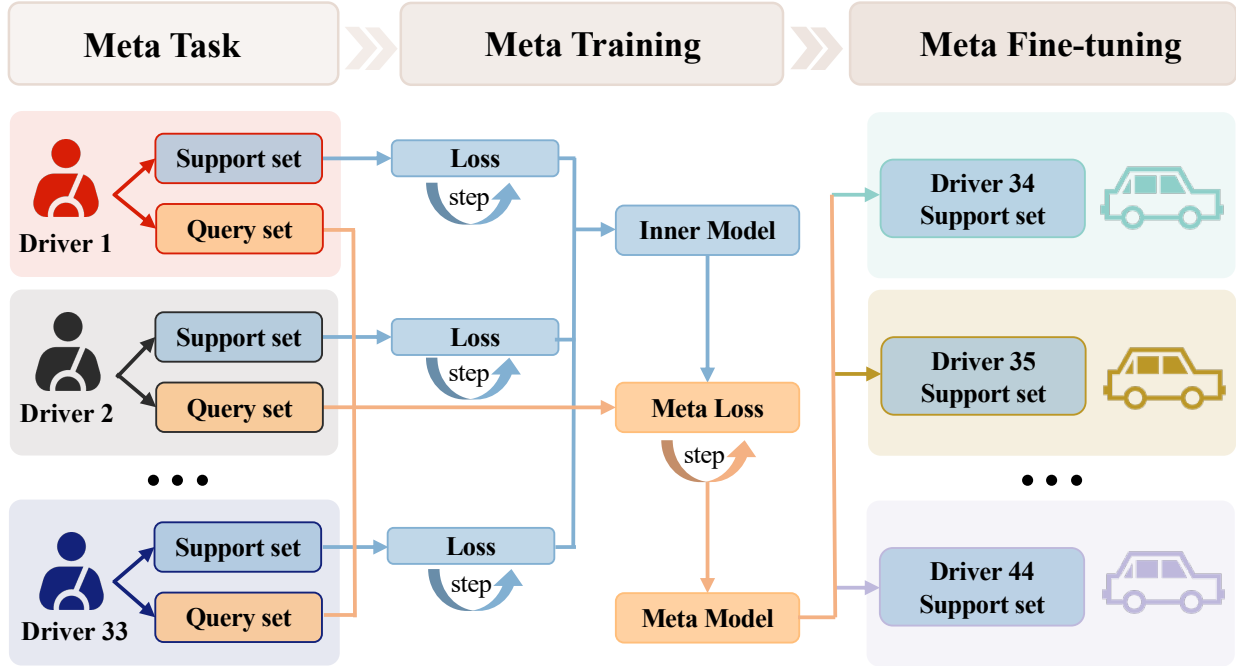 Meta Task
Meta Training
Meta Fine-tuning
Support set
Query set
Driver 1
Loss
step
Inner Model
Driver 34
Support set
Support set
Query set
Driver 2
Loss
step
Meta Loss
step
Driver 35
Support set
Support set
Query set
Driver 33
Loss
step
Meta Model
Driver 44
Support set